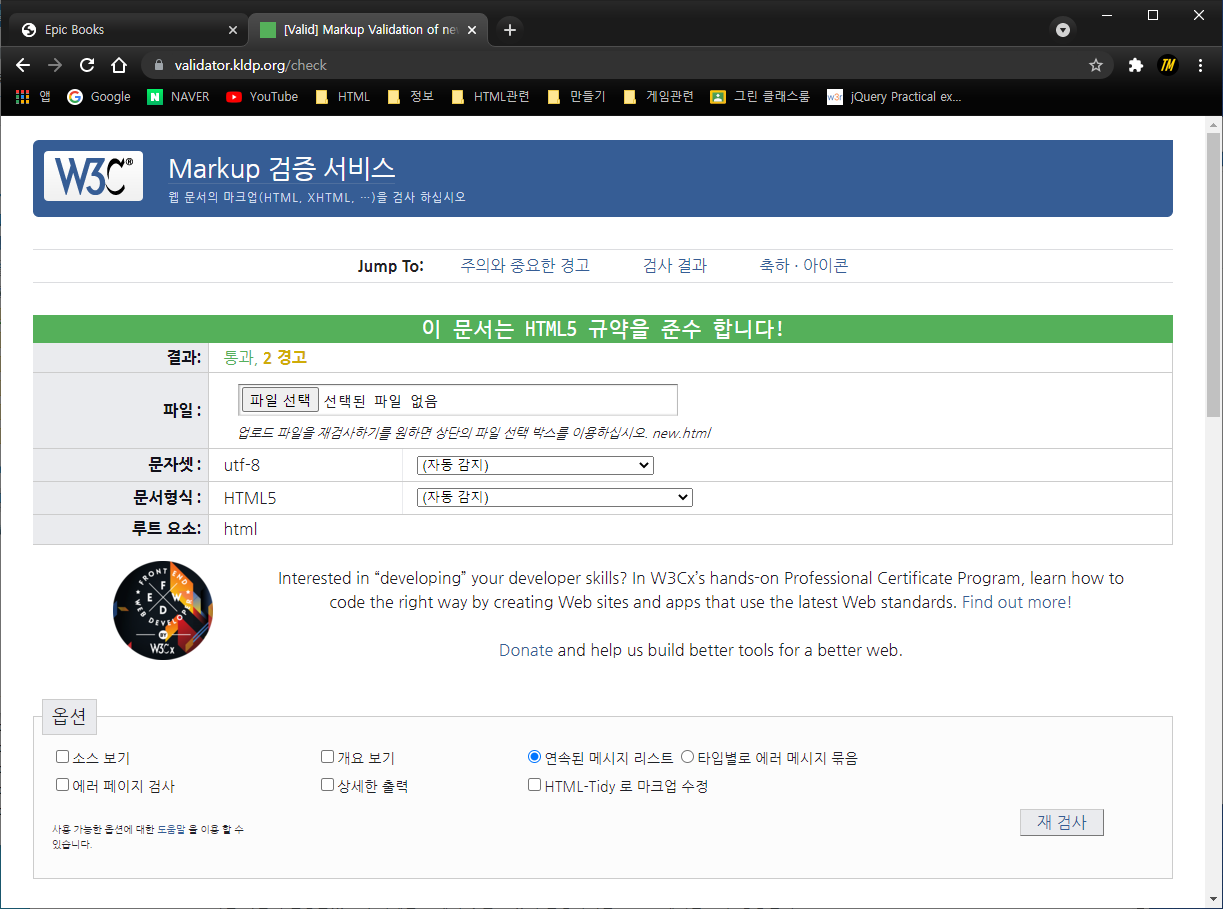 Epic Books
[Valid] Markup Validation of new
validator.kldp.org/check
TM
앱 Google NAVER YouTube HTML 정보 HTML관련 만들기 게임관련 그린 클래스룸 jQuery Practical ex...
W3C®
Markup 검증 서비스
웹 문서의 마크업(HTML, XHTML, …)을 검사 하십시오
Jump To: 주의와 중요한 경고 검사 결과 축하 · 아이콘
이 문서는 HTML5 규약을 준수 합니다!
결과: 통과, 2 경고
파일 : 파일 선택 선택된 파일 없음
업로드 파일을 재검사하기를 원하면 상단의 파일 선택 박스를 이용하십시오. new.html
문자셋 : utf-8 (자동 감지)
문서형식 : HTML5 (자동 감지)
루트 요소: html
FRONT END
WEB DEVELOPER
F E W D
BY
W3Cx
Interested in “developing” your developer skills? In W3Cx’s hands-on Professional Certificate Program, learn how to
code the right way by creating Web sites and apps that use the latest Web standards. Find out more!
Donate and help us build better tools for a better web.
옵션
소스 보기 개요 보기 연속된 메시지 리스트 타입별로 에러 메시지 묶음
에러 페이지 검사 상세한 출력 HTML-Tidy 로 마크업 수정
재 검사
사용 가능한 옵션에 대한 도움말 을 이용 할 수
있습니다.